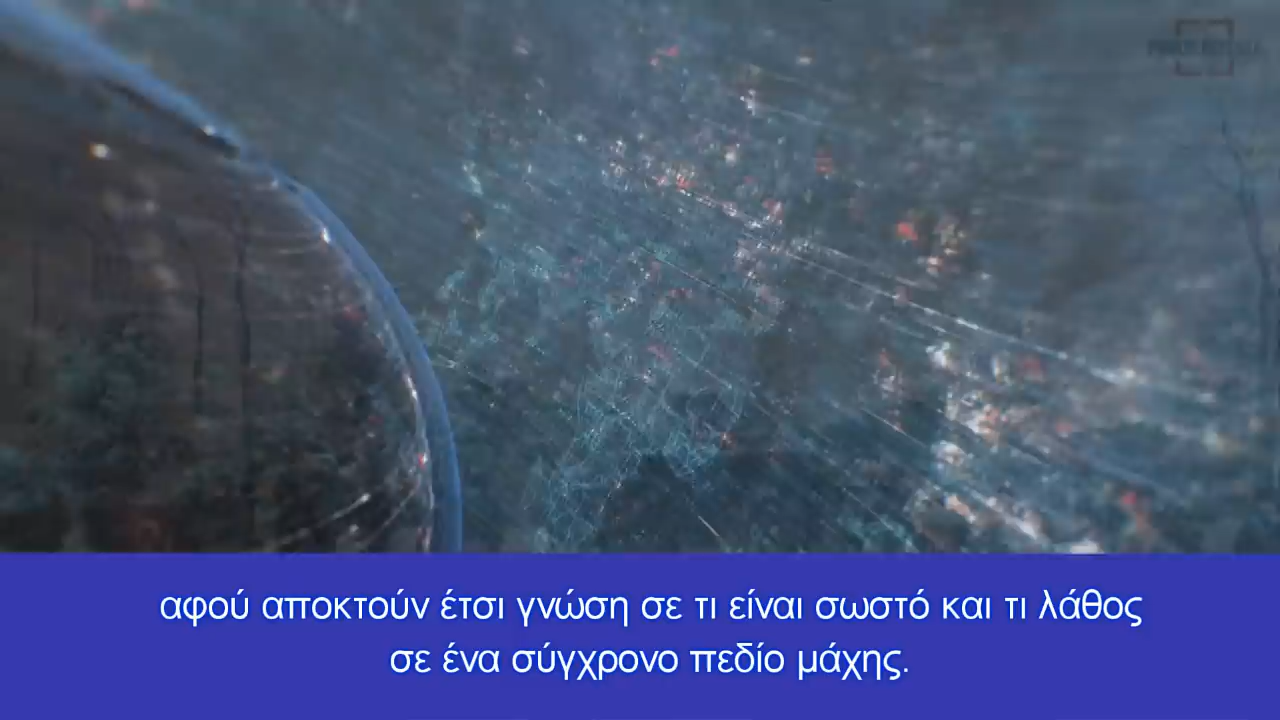 αφού αποκτούν έτσι γνώση σε τι είναι σωστό και τι λάθος
σε ένα σύγχρονο πεδίο μάχης.